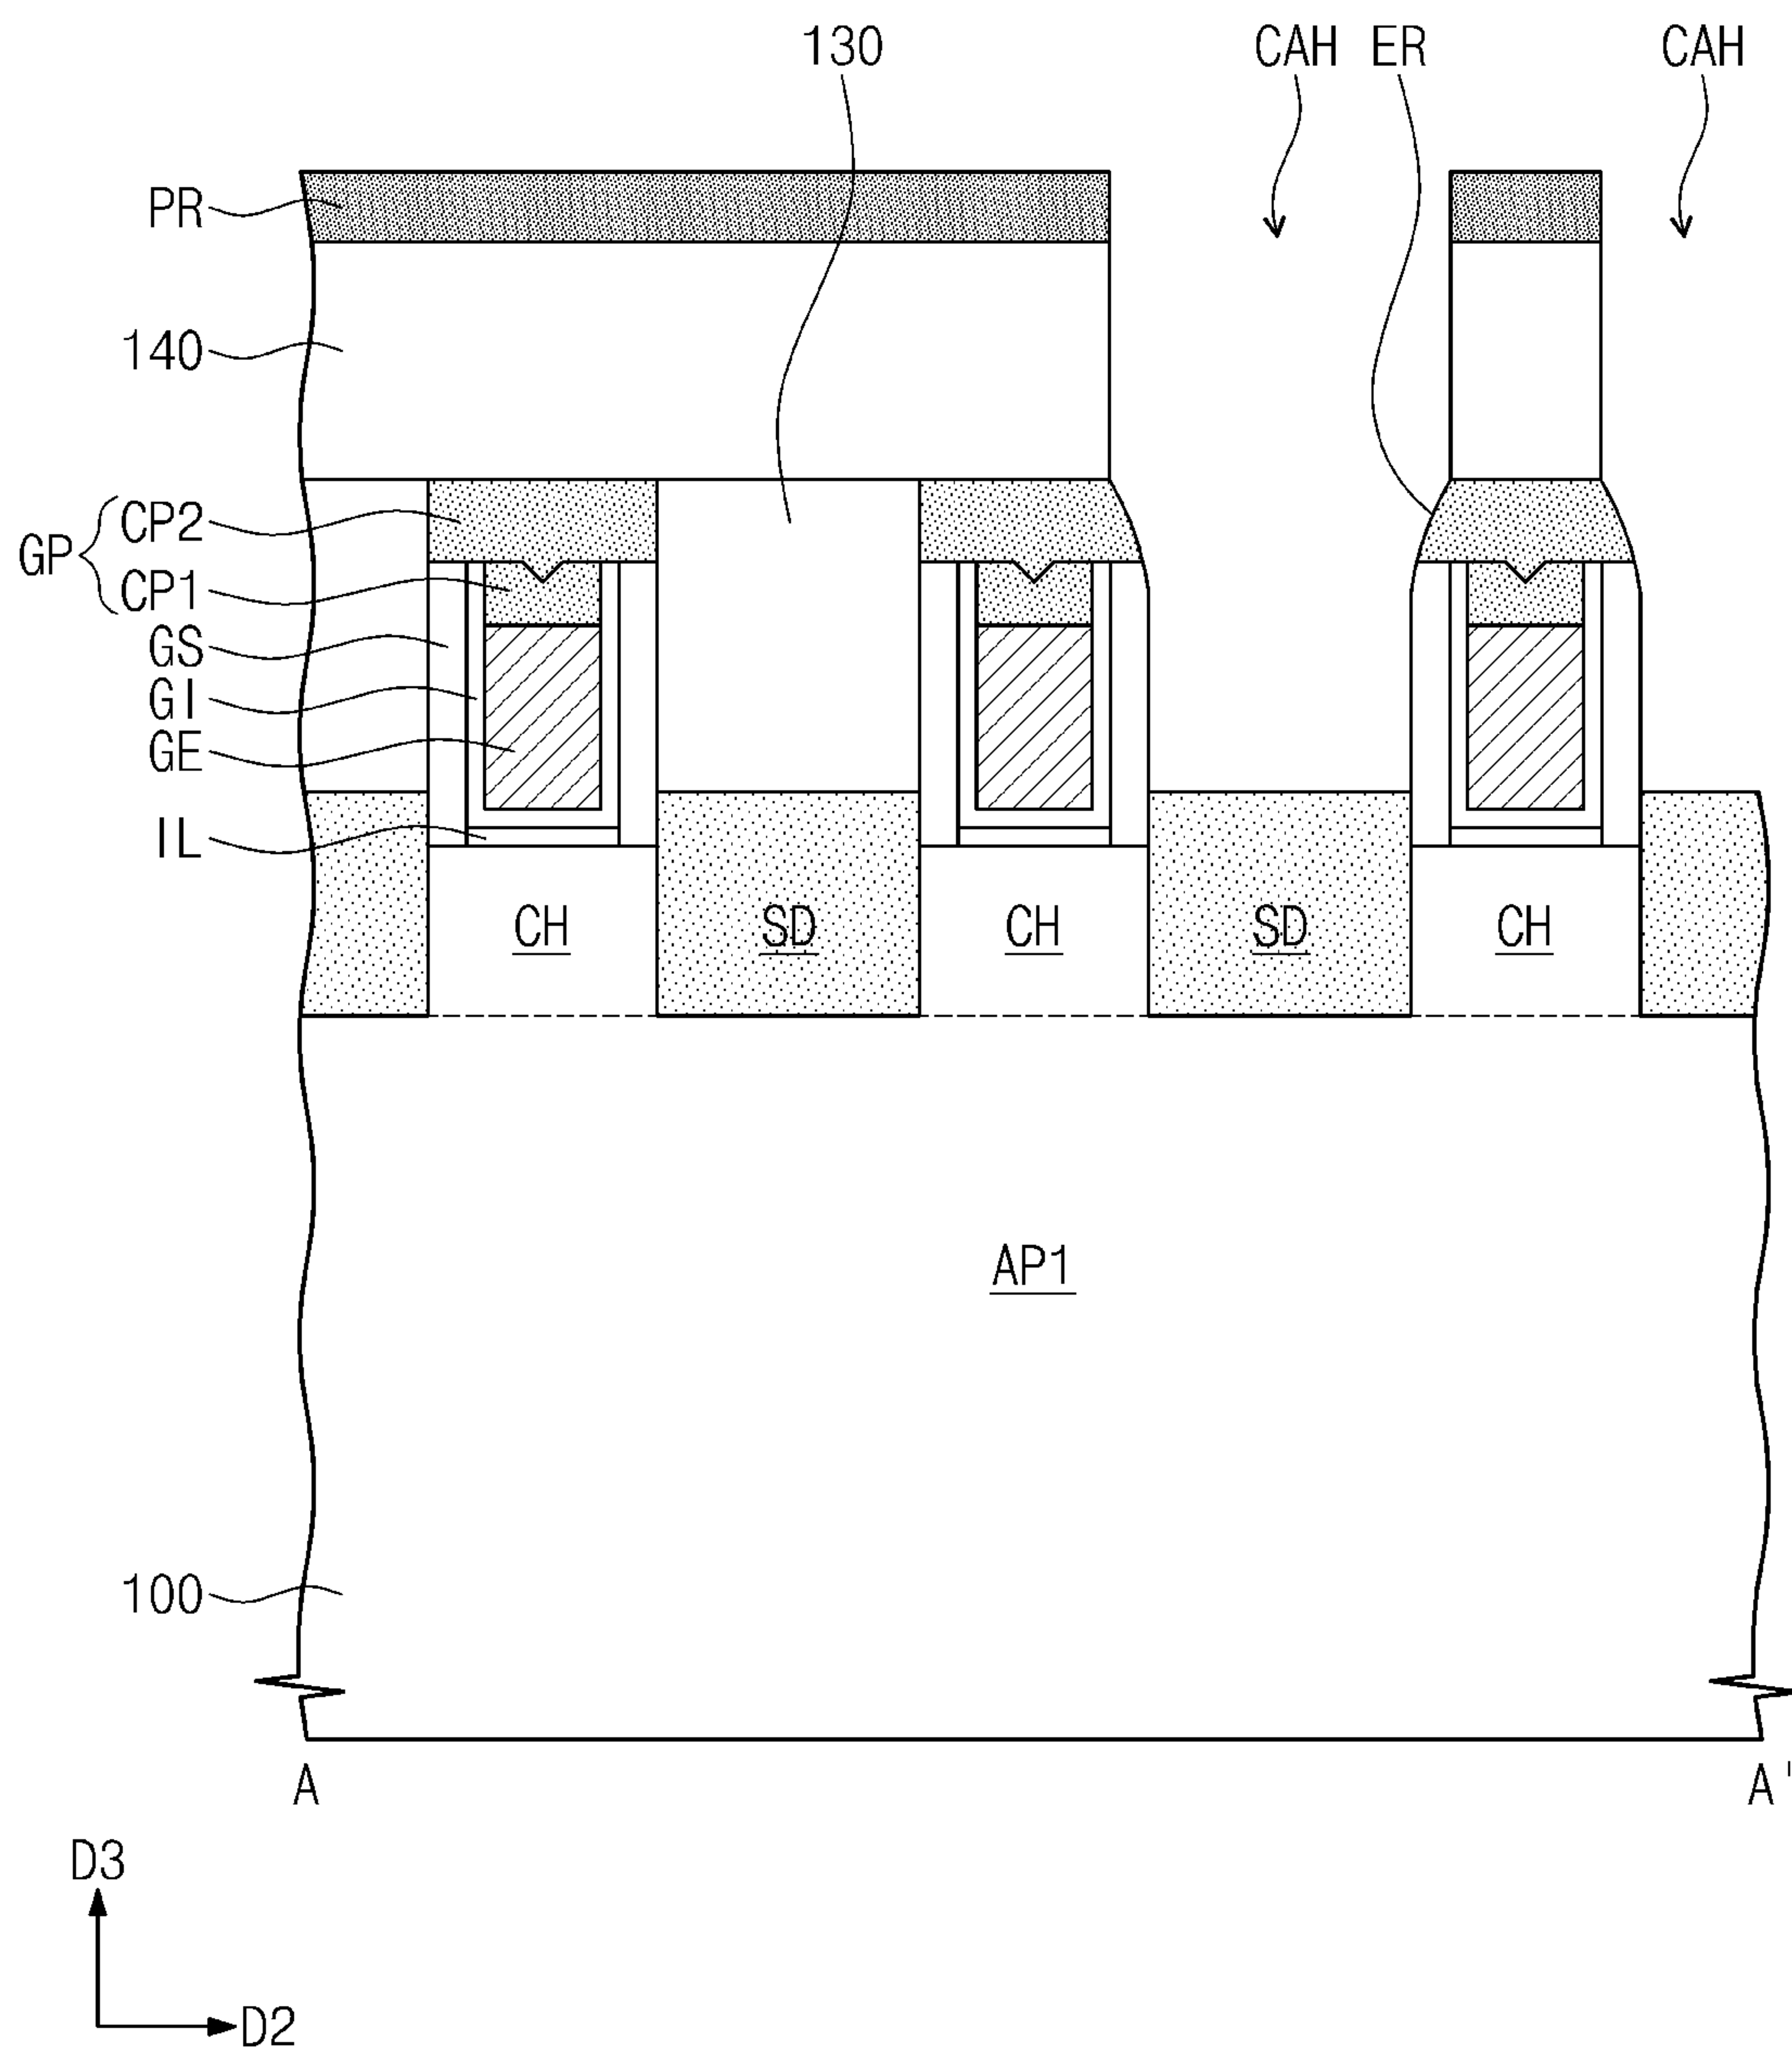 130 CAH ER CAH
PR
140
GP CP2
CP1
GS
GI
GE
IL
CH SD CH SD CH
AP1
100
A A'
D3
D2